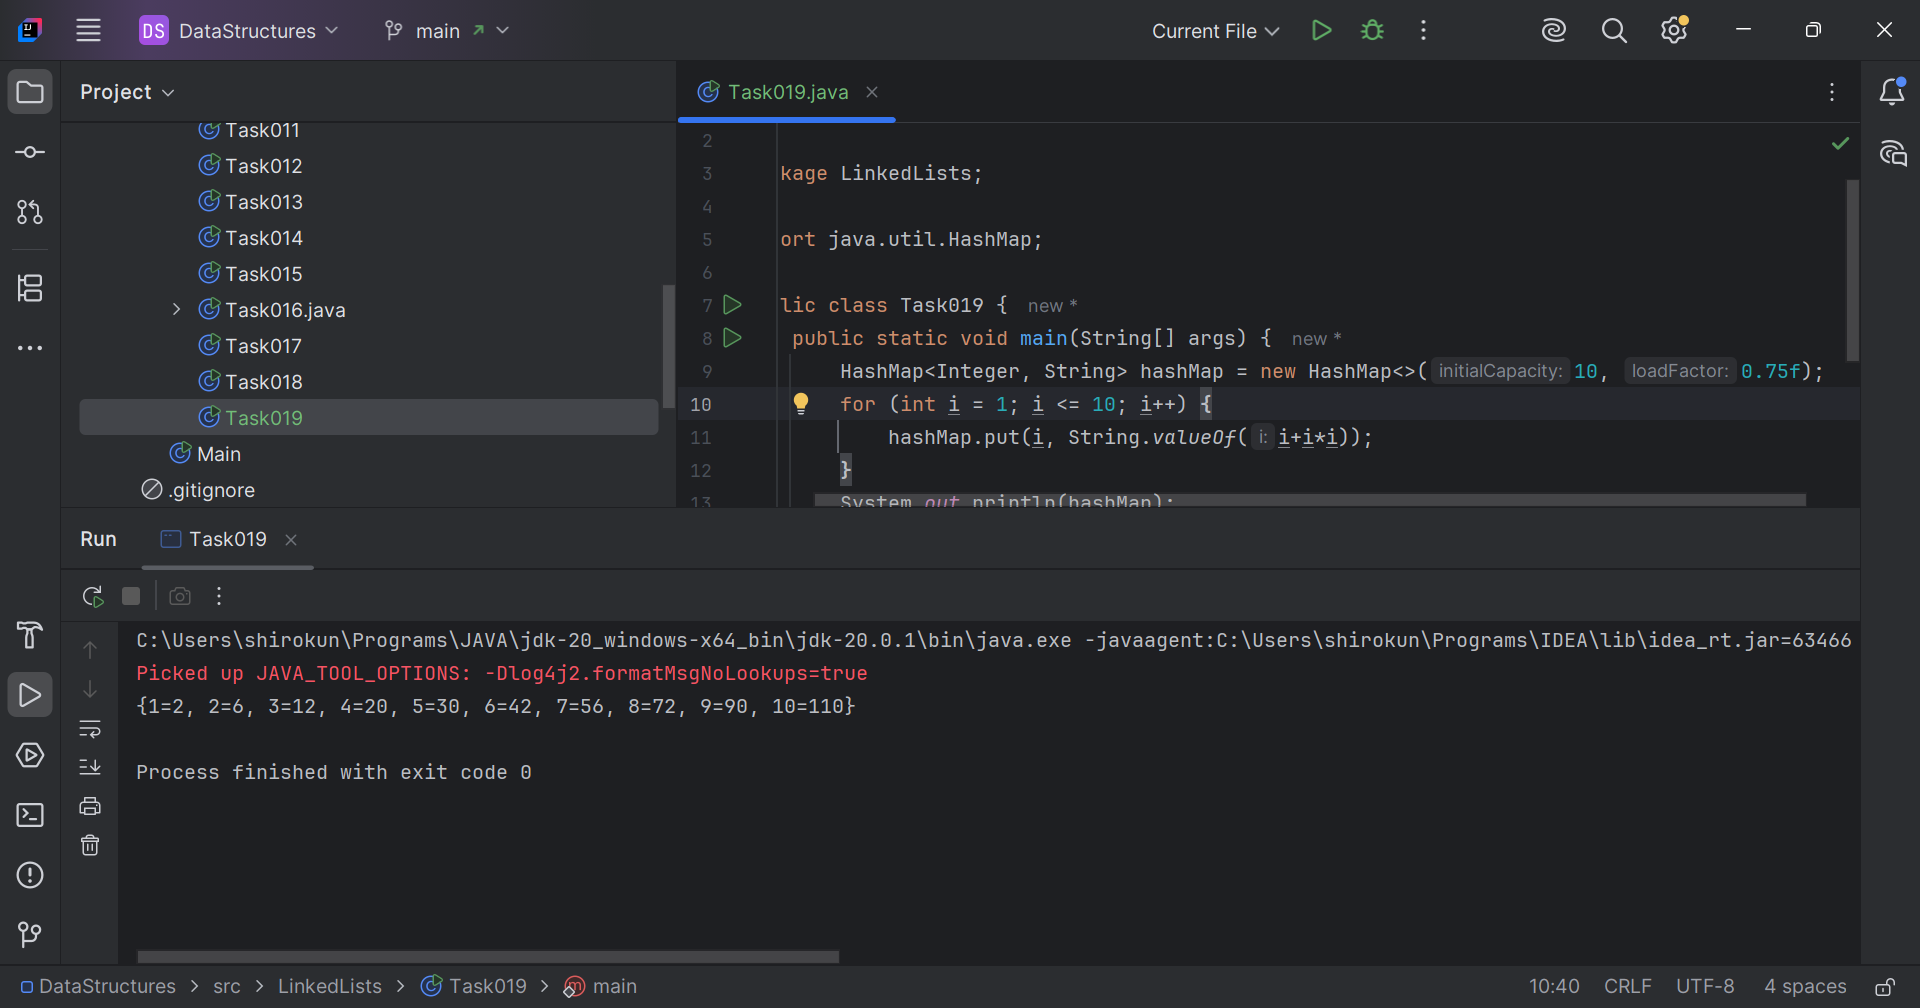 DS DataStructures main Current File
Project
Task011
Task012
Task013
Task014
Task015
Task016.java
Task017
Task018
Task019
Main
.gitignore
Task019.java
2
3 kage LinkedLists;
4
5 ort java.util.HashMap;
6
7 lic class Task019 { new *
8 public static void main(String[] args) { new *
9 HashMap<Integer, String> hashMap = new HashMap<>( initialCapacity: 10, loadFactor: 0.75f);
10 for (int i = 1; i <= 10; i++) {
11 hashMap.put(i, String.valueOf( i: i+i*i));
12 }
13 System.out.println(hashMap);
Run Task019
C:\Users\shirokun\Programs\JAVA\jdk-20_windows-x64_bin\jdk-20.0.1\bin\java.exe -javaagent:C:\Users\shirokun\Programs\IDEA\lib\idea_rt.jar=63466
Picked up JAVA_TOOL_OPTIONS: -Dlog4j2.formatMsgNoLookups=true
{1=2, 2=6, 3=12, 4=20, 5=30, 6=42, 7=56, 8=72, 9=90, 10=110}
Process finished with exit code 0
DataStructures > src > LinkedLists > Task019 > main 10:40 CRLF UTF-8 4 spaces